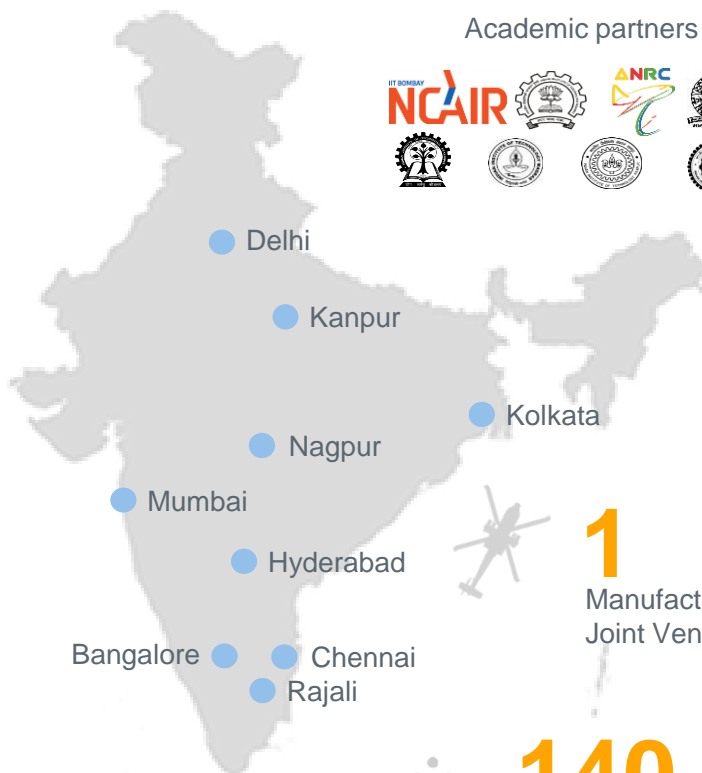 Academic partners
IIT BOMBAY
NCAIR
ANRC
Delhi
Kanpur
Kolkata
Nagpur
Mumbai
Hyderabad
1
Manufact
Joint Ven
Bangalore
Chennai
Rajali
140